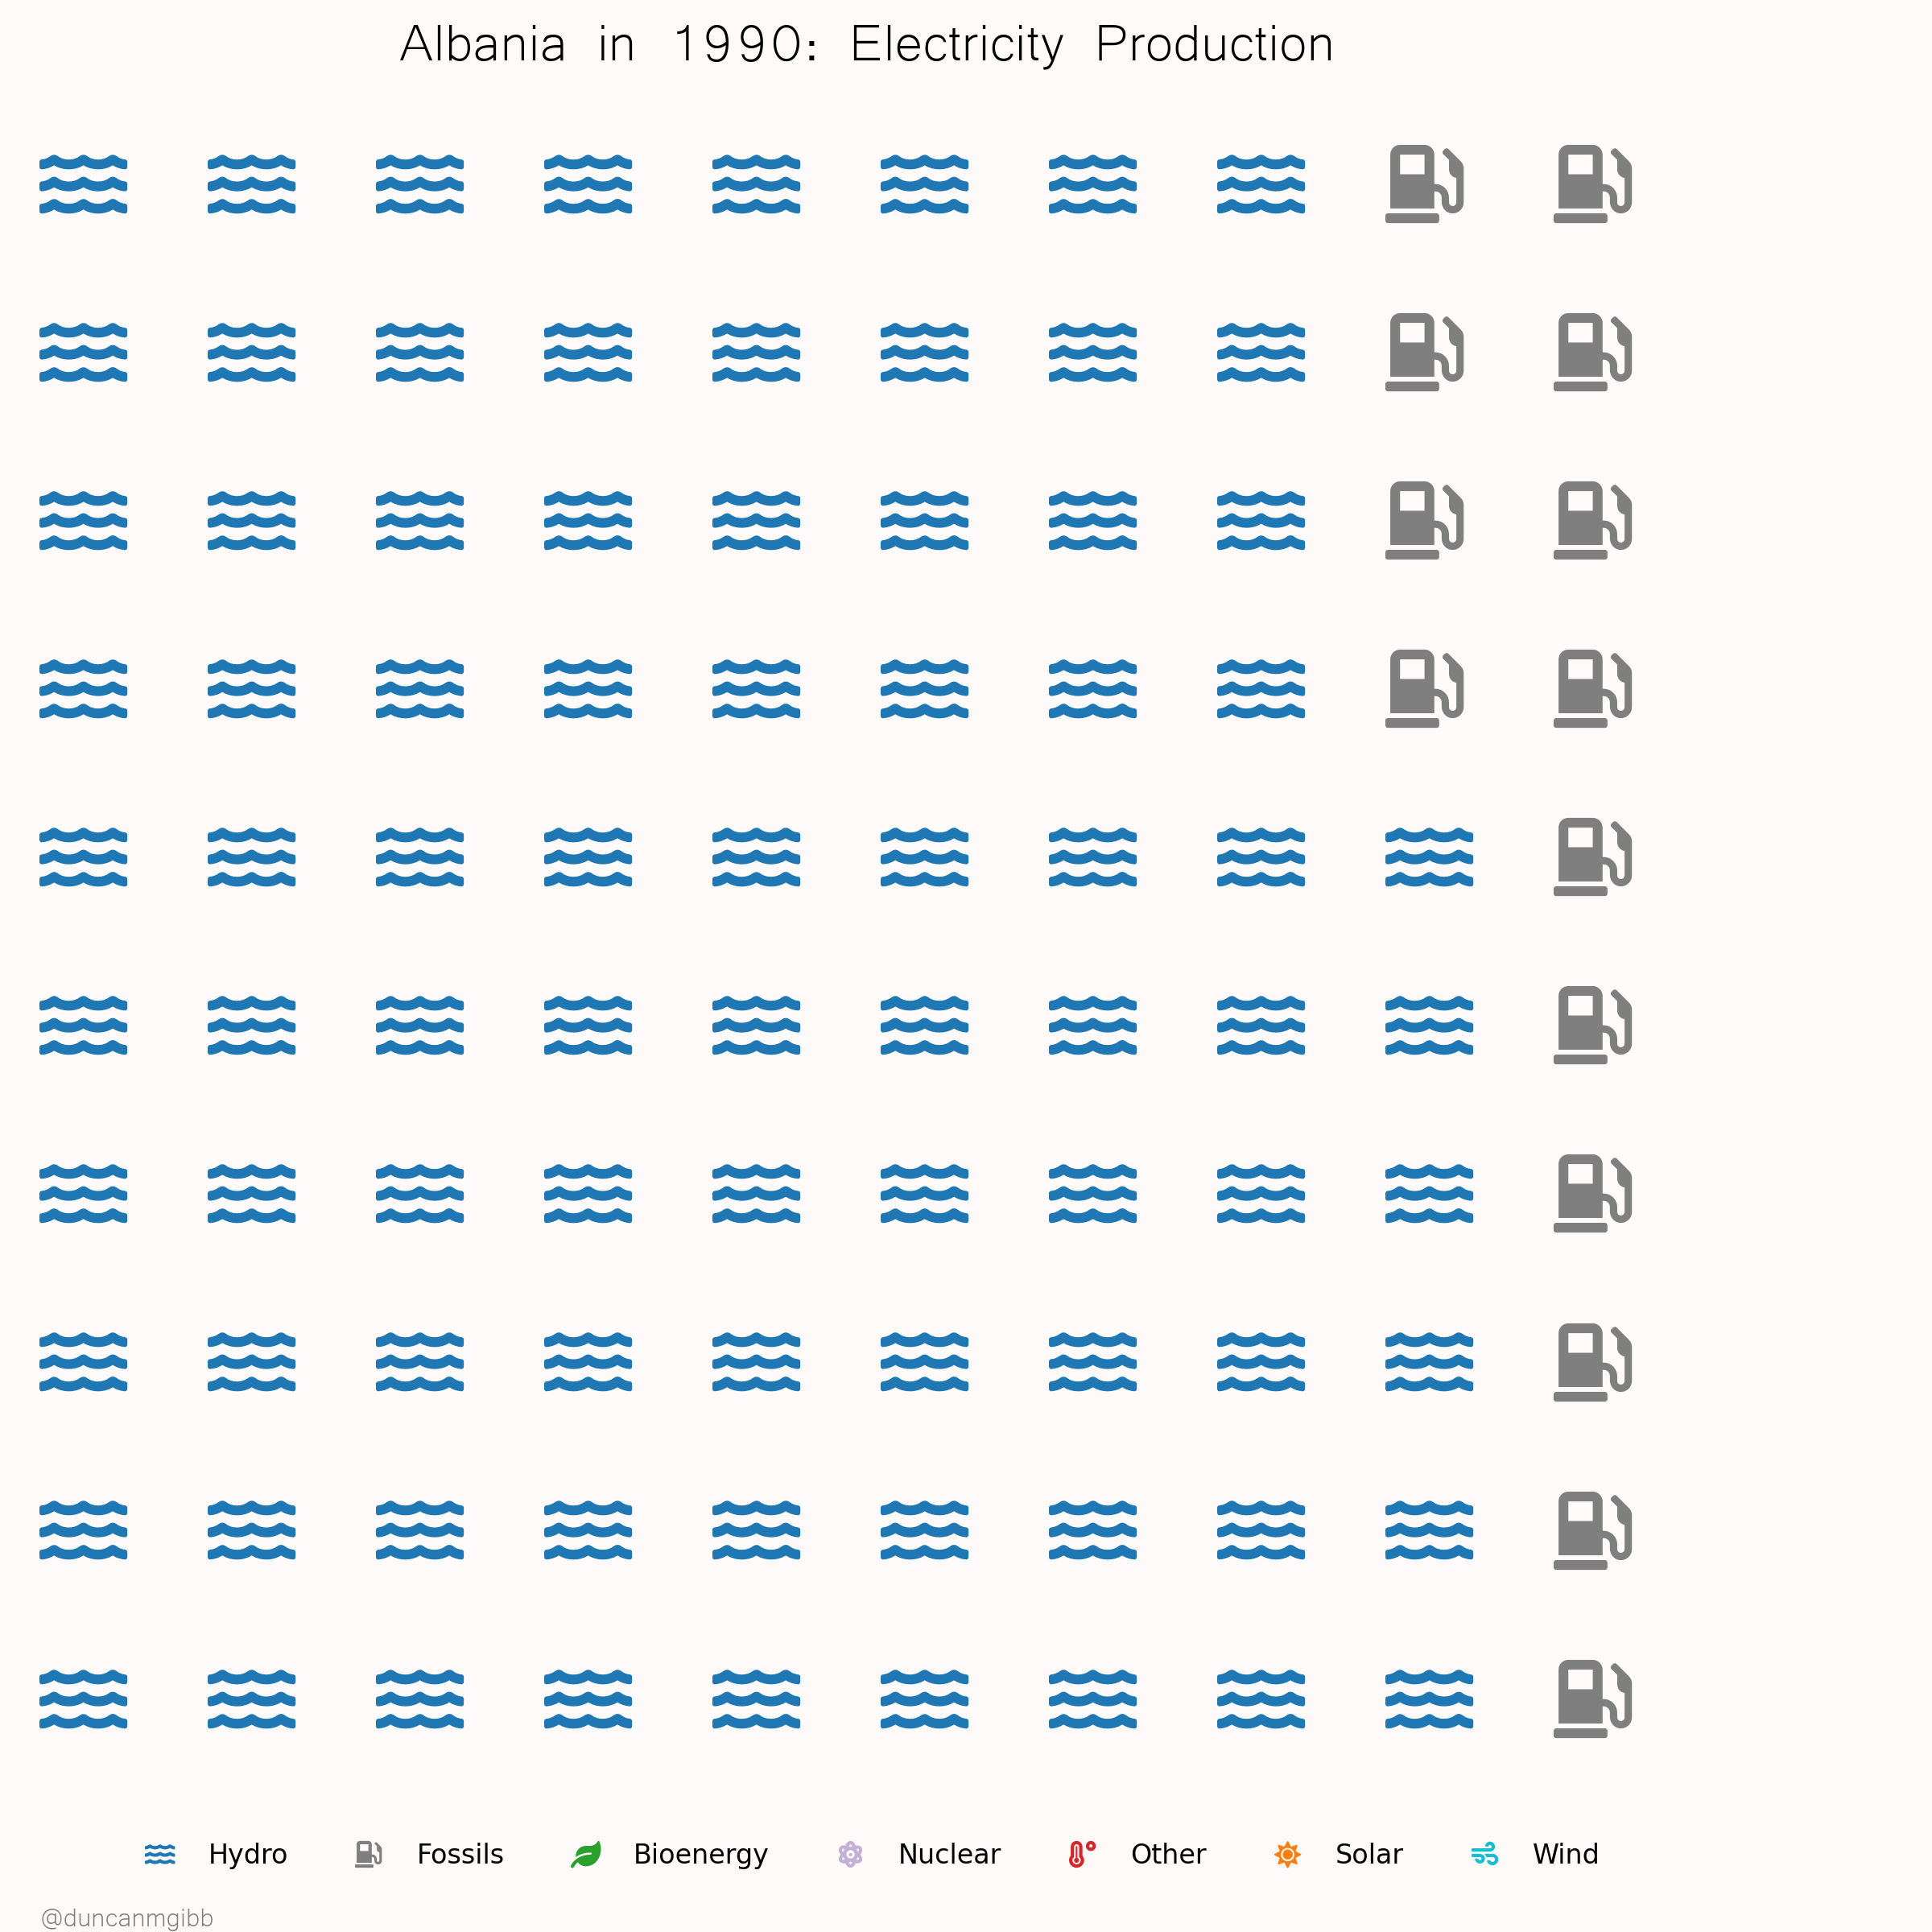 Albania in 1990: Electricity Production
Hydro Fossils Bioenergy Nuclear Other Solar Wind
@duncanmgibb